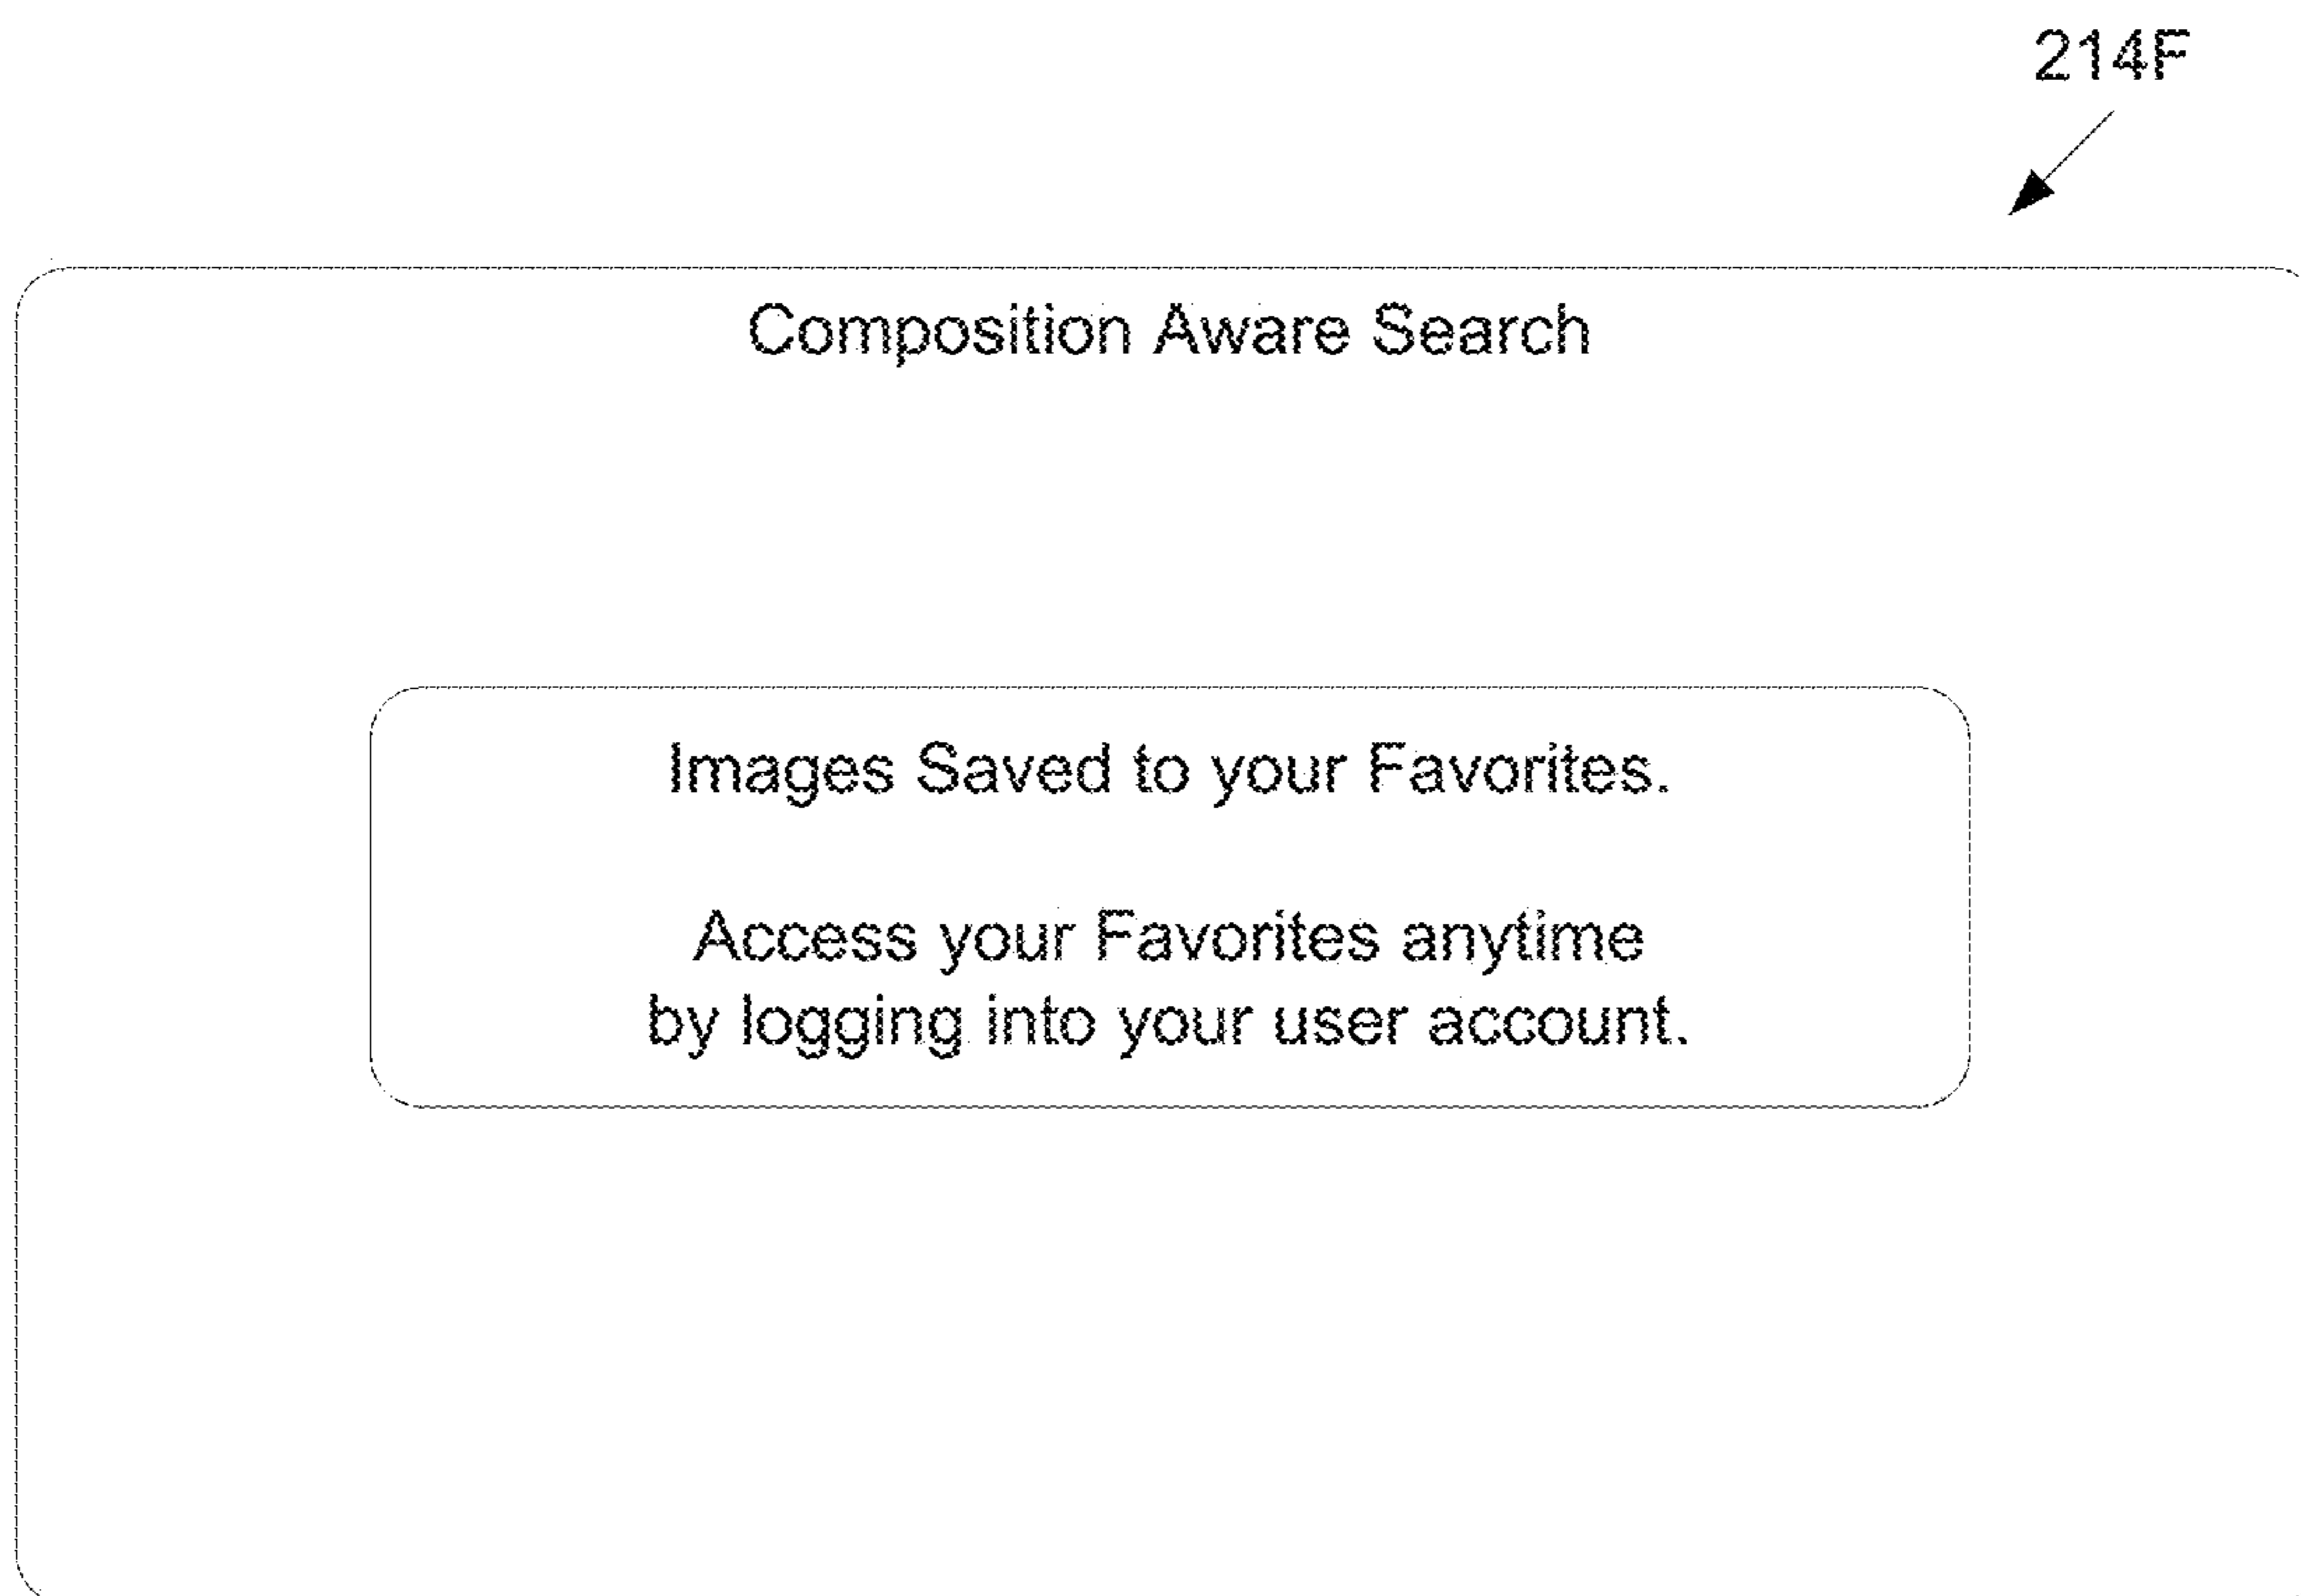 214F
Composition Aware Search
Images Saved to your Favorites.
Access your Favorites anytime
by logging into your user account.